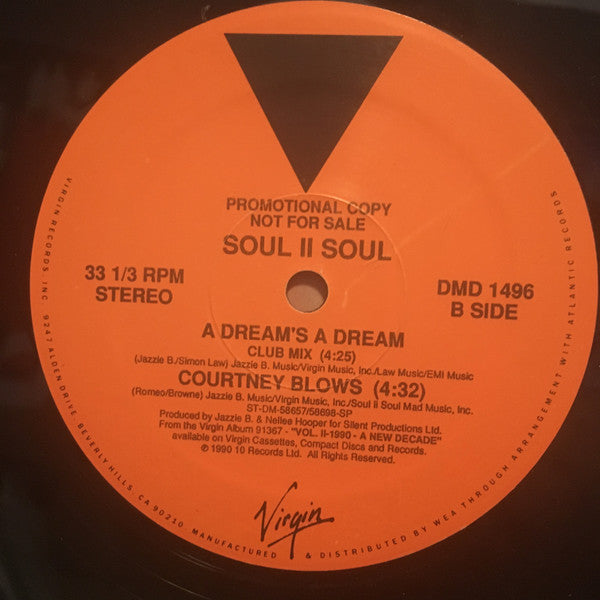 PROMOTIONAL COPY
NOT FOR SALE
SOUL II SOUL
33 1/3 RPM
STEREO
DMD 1496
B SIDE
A DREAM'S A DREAM
CLUB MIX (4:25)
(Jazzie B./Simon Law) Jazzie B. Music/Virgin Music, Inc./Law Music/EMI Music
COURTNEY BLOWS (4:32)
(Romeo/Browne) Jazzie B. Music/Virgin Music, Inc./Soul ii Soul Mad Music, Inc.
ST-DM-58657/58898-SP
Produced by Jazzie B. & Nellee Hooper for Silent Productions Ltd.
From the Virgin Album 91367 - "VOL. II-1990 - A NEW DECADE"
available on Virgin Cassettes, Compact Discs and Records.
℗ 1990 10 Records Ltd. All Rights Reserved.
Virgin
VIRGIN RECORDS, INC. 9247 ALDEN DRIVE, BEVERLY HILLS, CA 90210. MANUFACTURED & DISTRIBUTED BY WEA THROUGH ARRANGEMENT WITH ATLANTIC RECORDS